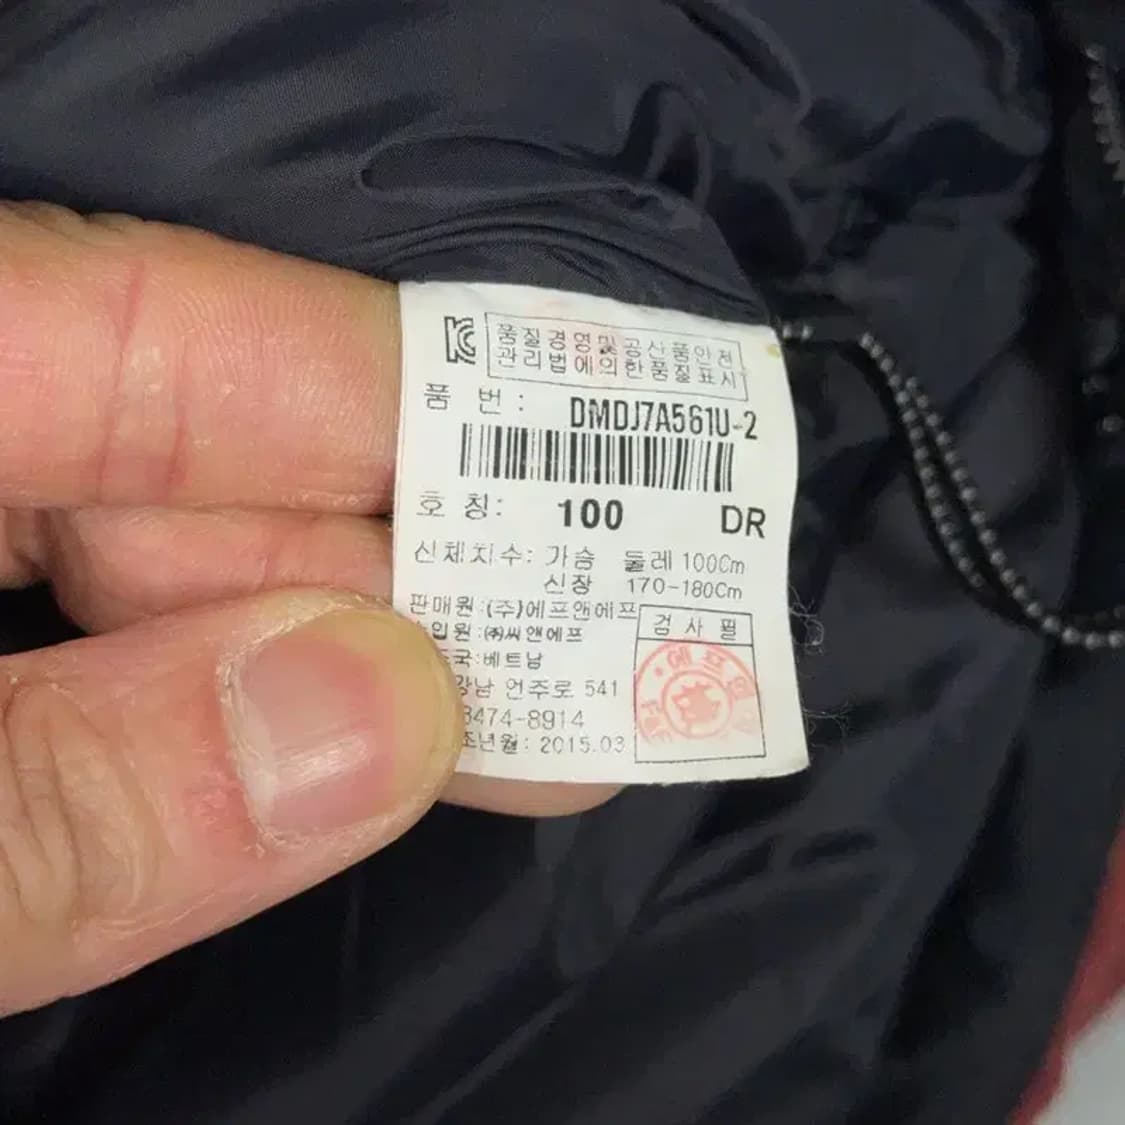 품질경영및공산품안전
관리법에의한품질표시
품 번: DMDJ7A561U-2
호 칭: 100 DR
신체치수: 가슴 둘레 100Cm
신장 170-180Cm
판매원:(주)에프앤에프
입원:㈜씨앤에프
국:베트남
강남 언주로 541
3474-8914
조년월: 2015.03
검 사 필
에프